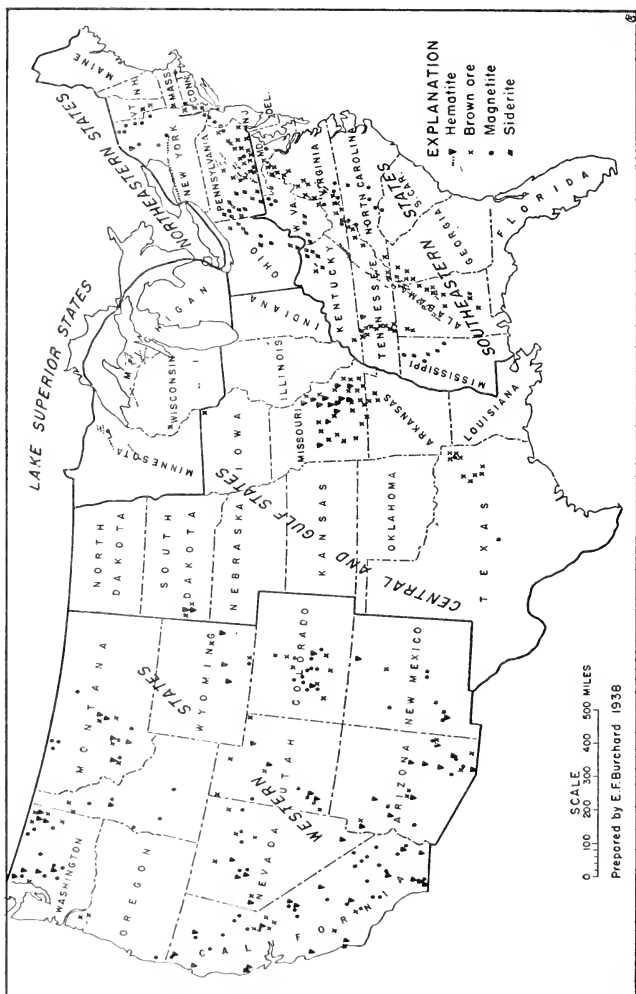 LAKE SUPERIOR STATES
NORTHEASTERN STATES
WESTERN STATES
CENTRAL AND GULF STATES
SOUTHEASTERN STATES
WASHINGTON
OREGON
CALIFORNIA
NEVADA
MONTANA
WYOMING
UTAH
COLORADO
ARIZONA
NEW MEXICO
NORTH DAKOTA
SOUTH DAKOTA
NEBRASKA
KANSAS
OKLAHOMA
TEXAS
MINNESOTA
IOWA
MISSOURI
ARKANSAS
LOUISIANA
WISCONSIN
MICHIGAN
ILLINOIS
INDIANA
OHIO
KENTUCKY
TENNESSEE
MISSISSIPPI
ALABAMA
GEORGIA
FLORIDA
S. CAR.
NORTH CAROLINA
VIRGINIA
W. VA.
MD.
DEL.
N J
PENNSYLVANIA
NEW YORK
CONN.
MASS.
VT.
N.H.
MAINE
EXPLANATION
Hematite
Brown ore
Magnetite
Siderite
SCALE
0 100 200 300 400 500 MILES
Prepared by E.F. Burchard 1938